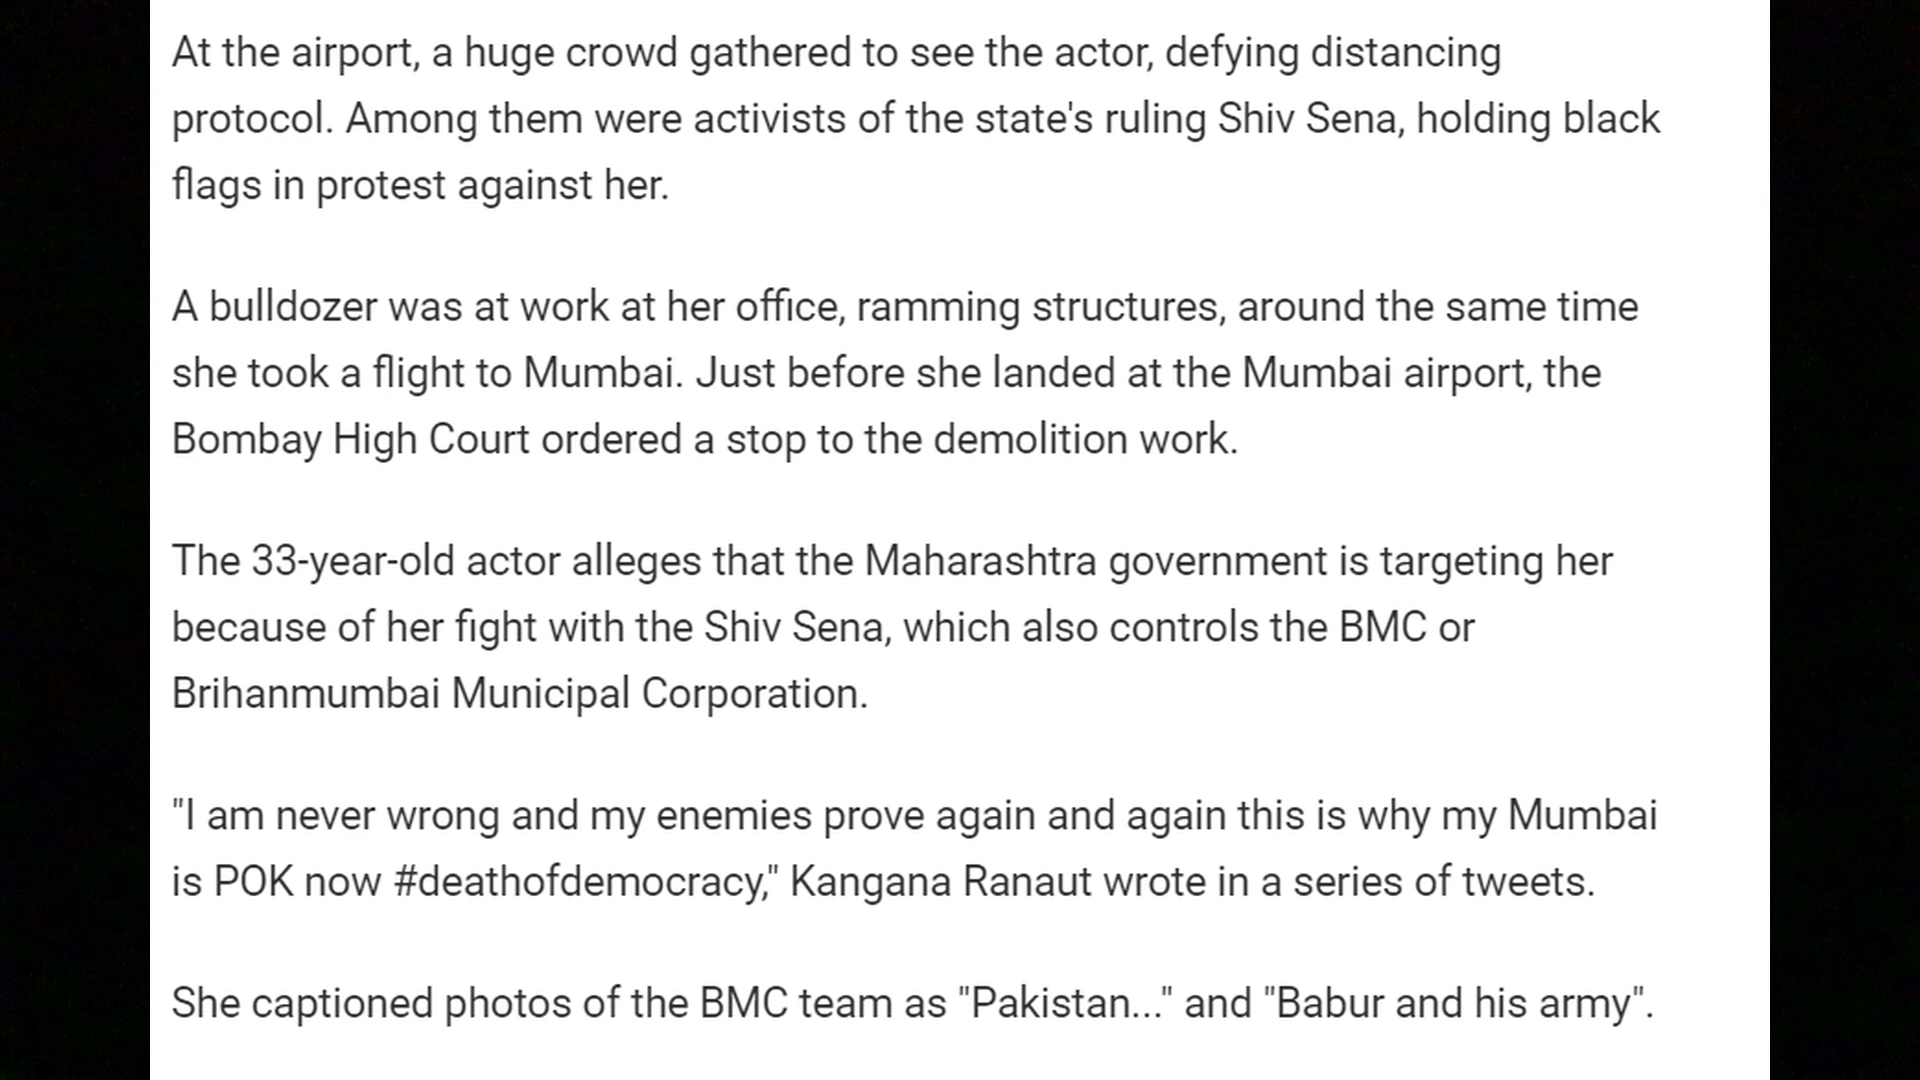 At the airport, a huge crowd gathered to see the actor, defying distancing
protocol. Among them were activists of the state's ruling Shiv Sena, holding black
flags in protest against her.
A bulldozer was at work at her office, ramming structures, around the same time
she took a flight to Mumbai. Just before she landed at the Mumbai airport, the
Bombay High Court ordered a stop to the demolition work.
The 33-year-old actor alleges that the Maharashtra government is targeting her
because of her fight with the Shiv Sena, which also controls the BMC or
Brihanmumbai Municipal Corporation.
"I am never wrong and my enemies prove again and again this is why my Mumbai
is POK now #deathofdemocracy," Kangana Ranaut wrote in a series of tweets.
She captioned photos of the BMC team as "Pakistan..." and "Babur and his army".